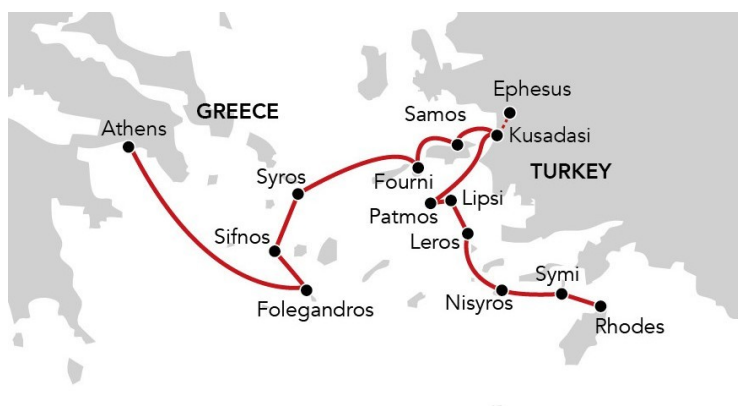 Ephesus
GREECE
Samos
Athens
Kusadasi
TURKEY
Syros
Fourni
Lipsi
Patmos
Sifnos
Leros
Symi
Folegandros
Nisyros
Rhodes